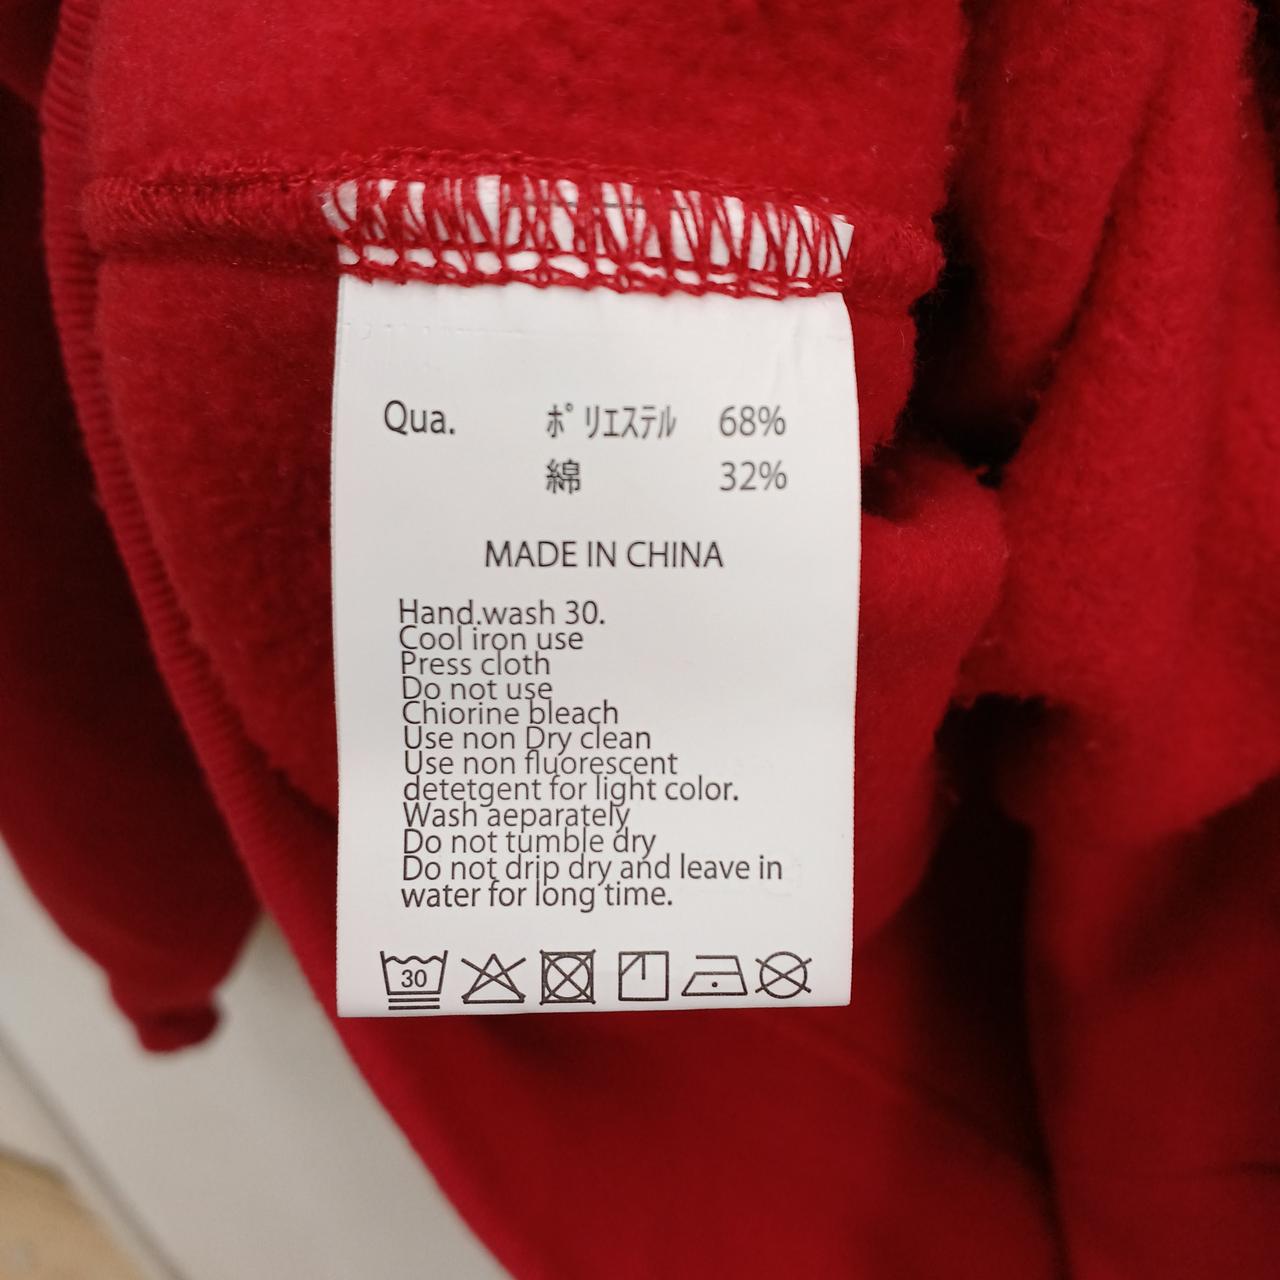 Qua. ﾎﾟﾘｴｽﾃﾙ 68%
綿 32%
MADE IN CHINA
Hand.wash 30.
Cool iron use
Press cloth
Do not use
Chiorine bleach
Use non Dry clean
Use non fluorescent
detetgent for light color.
Wash aeparately
Do not tumble dry
Do not drip dry and leave in
water for long time.
30